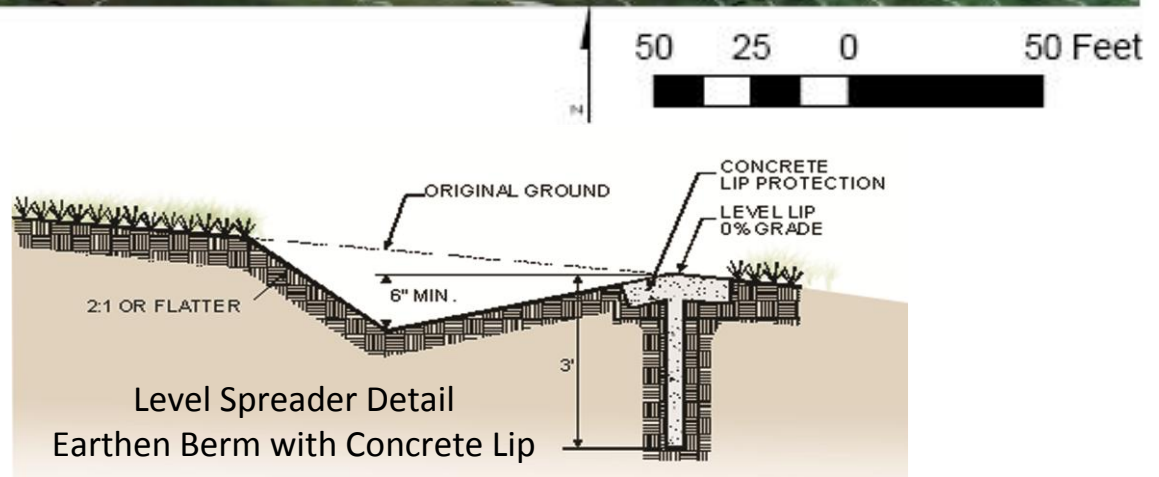 50 25 0 50 Feet
N
ORIGINAL GROUND
CONCRETE
LIP PROTECTION
LEVEL LIP
0% GRADE
2:1 OR FLATTER
6" MIN.
3'
Level Spreader Detail
Earthen Berm with Concrete Lip